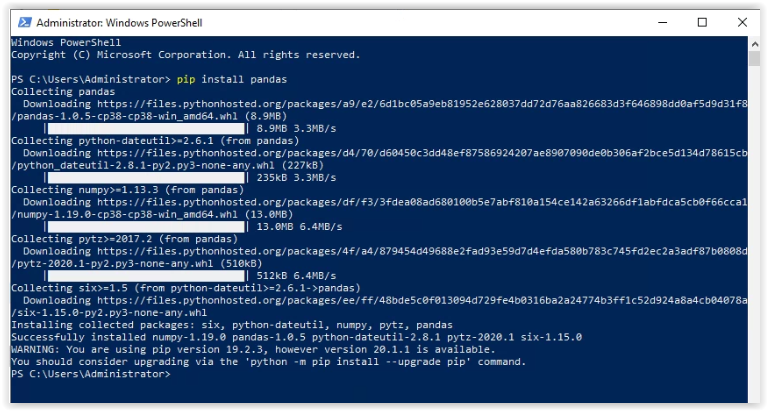 Administrator: Windows PowerShell
Windows PowerShell
Copyright (C) Microsoft Corporation. All rights reserved.
PS C:\Users\Administrator> pip install pandas
Collecting pandas
Downloading https://files.pythonhosted.org/packages/a9/e2/6d1bc05a9eb81952e628037dd72d76aa826683d3f646898dd0af5d9d31f8
/pandas-1.0.5-cp38-cp38-win_amd64.whl (8.9MB)
| | 8.9MB 3.3MB/s
Collecting python-dateutil>=2.6.1 (from pandas)
Downloading https://files.pythonhosted.org/packages/d4/70/d60450c3dd48ef87586924207ae8907090de0b306af2bce5d134d78615cb
/python_dateutil-2.8.1-py2.py3-none-any.whl (227kB)
| | 235kB 3.3MB/s
Collecting numpy>=1.13.3 (from pandas)
Downloading https://files.pythonhosted.org/packages/df/f3/3fdea08ad680100b5e7abf810a154ce142a63266df1abfdca5cb0f66cca1
/numpy-1.19.0-cp38-cp38-win_amd64.whl (13.0MB)
| | 13.0MB 6.4MB/s
Collecting pytz>=2017.2 (from pandas)
Downloading https://files.pythonhosted.org/packages/4f/a4/879454d49688e2fad93e59d7d4efda580b783c745fd2ec2a3adf87b0808d
/pytz-2020.1-py2.py3-none-any.whl (510kB)
| | 512kB 6.4MB/s
Collecting six>=1.5 (from python-dateutil>=2.6.1->pandas)
Downloading https://files.pythonhosted.org/packages/ee/ff/48bde5c0f013094d729fe4b0316ba2a24774b3ff1c52d924a8a4cb04078a
/six-1.15.0-py2.py3-none-any.whl
Installing collected packages: six, python-dateutil, numpy, pytz, pandas
Successfully installed numpy-1.19.0 pandas-1.0.5 python-dateutil-2.8.1 pytz-2020.1 six-1.15.0
WARNING: You are using pip version 19.2.3, however version 20.1.1 is available.
You should consider upgrading via the 'python -m pip install --upgrade pip' command.
PS C:\Users\Administrator>